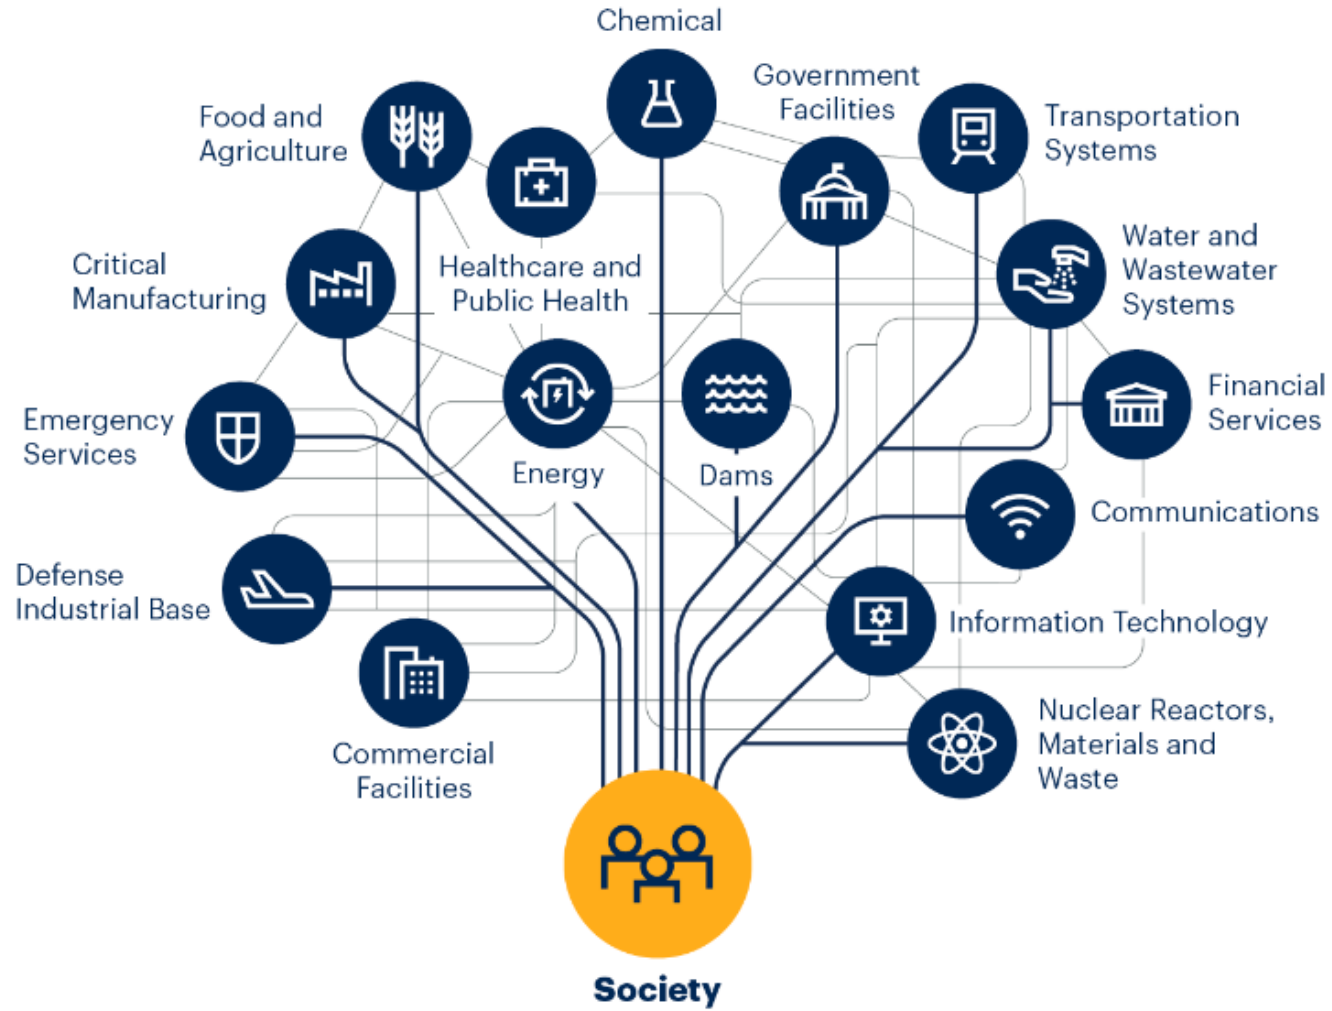 Chemical
Government
Facilities
Food and
Agriculture
Transportation
Systems
Critical
Manufacturing
Healthcare and
Public Health
Water and
Wastewater
Systems
Emergency
Services
Energy
Dams
Financial
Services
Communications
Defense
Industrial Base
Information Technology
Commercial
Facilities
Nuclear Reactors,
Materials and
Waste
Society